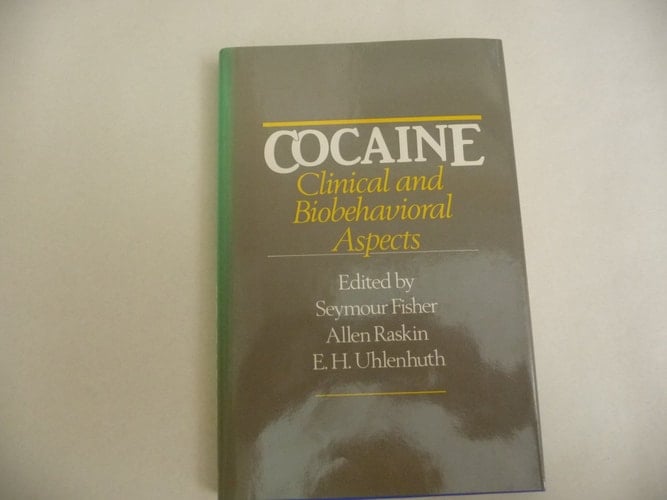 COCAINE
Clinical and
Biobehavioral
Aspects
Edited by
Seymour Fisher
Allen Raskin
E. H. Uhlenhuth